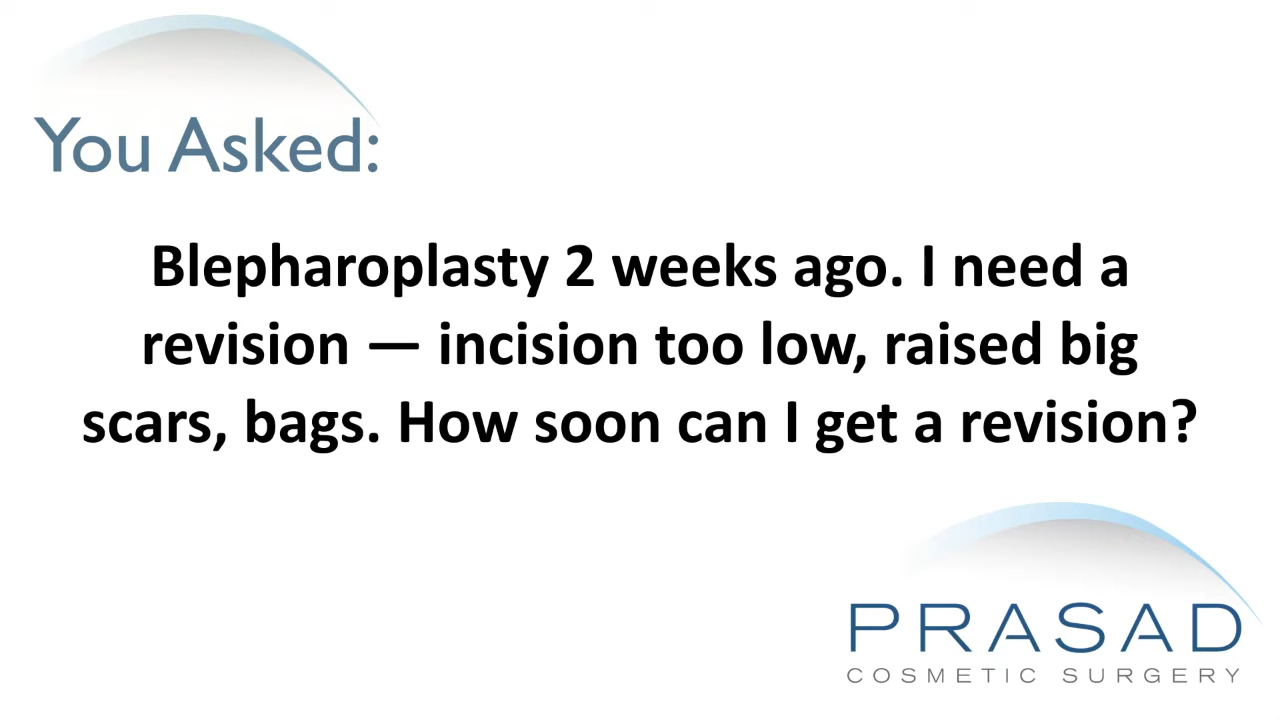 You Asked:
Blepharoplasty 2 weeks ago. I need a
revision — incision too low, raised big
scars, bags. How soon can I get a revision?
PRASAD
COSMETIC SURGERY